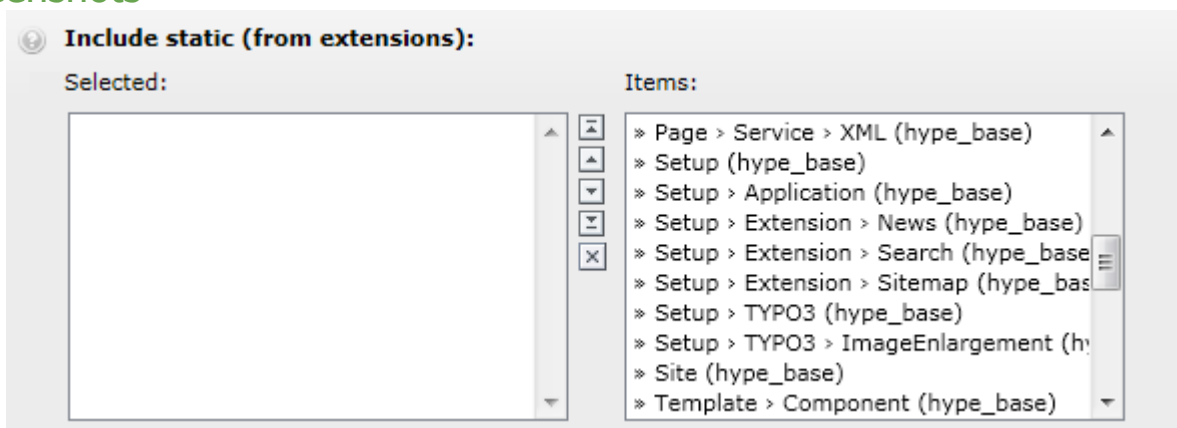 Include static (from extensions):
Selected:
Items:
» Page › Service › XML (hype_base)
» Setup (hype_base)
» Setup › Application (hype_base)
» Setup › Extension › News (hype_base)
» Setup › Extension › Search (hype_base
» Setup › Extension › Sitemap (hype_bas
» Setup › TYPO3 (hype_base)
» Setup › TYPO3 › ImageEnlargement (hy
» Site (hype_base)
» Template › Component (hype_base)